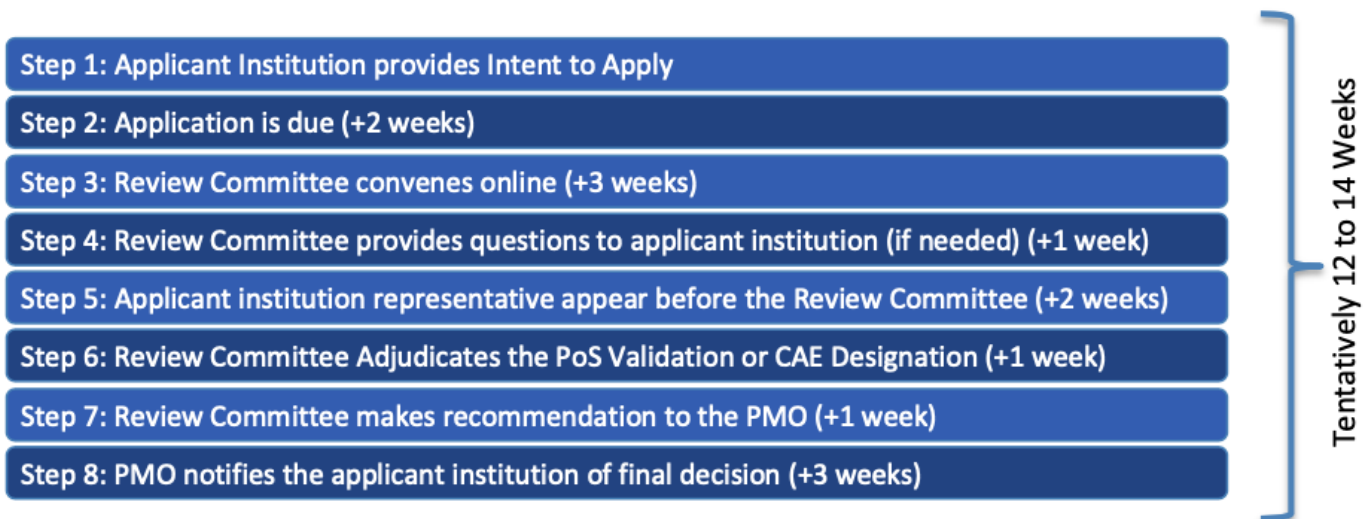 Step 1: Applicant Institution provides Intent to Apply
Step 2: Application is due (+2 weeks)
Step 3: Review Committee convenes online (+3 weeks)
Step 4: Review Committee provides questions to applicant institution (if needed) (+1 week)
Step 5: Applicant institution representative appear before the Review Committee (+2 weeks)
Step 6: Review Committee Adjudicates the PoS Validation or CAE Designation (+1 week)
Step 7: Review Committee makes recommendation to the PMO (+1 week)
Step 8: PMO notifies the applicant institution of final decision (+3 weeks)
Tentatively 12 to 14 Weeks